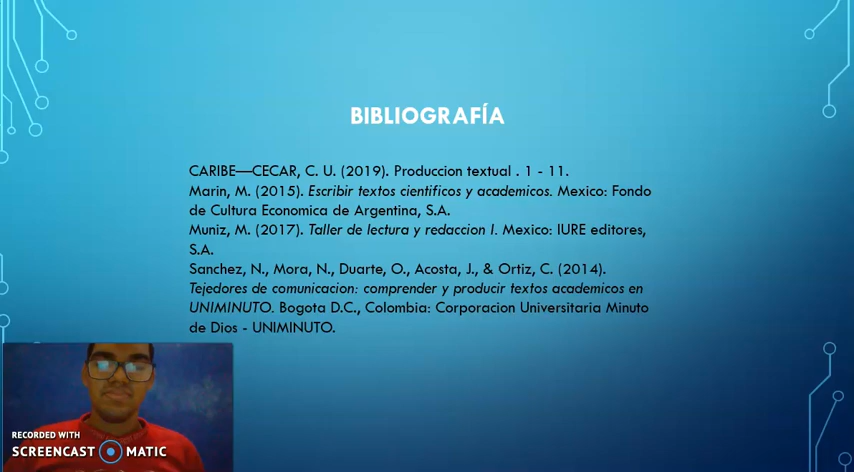 BIBLIOGRAFÍA
CARIBE—CECAR, C. U. (2019). Produccion textual . 1 - 11.
Marin, M. (2015). Escribir textos cientificos y academicos. Mexico: Fondo
de Cultura Economica de Argentina, S.A.
Muniz, M. (2017). Taller de lectura y redaccion I. Mexico: IURE editores,
S.A.
Sanchez, N., Mora, N., Duarte, O., Acosta, J., & Ortiz, C. (2014).
Tejedores de comunicacion: comprender y producir textos academicos en
UNIMINUTO. Bogota D.C., Colombia: Corporacion Universitaria Minuto
de Dios - UNIMINUTO.
RECORDED WITH
SCREENCAST MATIC